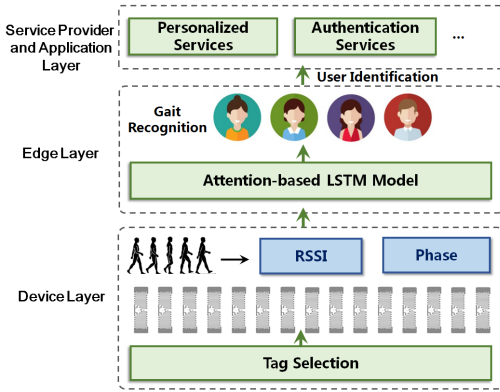 Service Provider
and Application
Layer
Personalized
Services
Authentication
Services
...
User Identification
Gait
Recognition
Edge Layer
Attention-based LSTM Model
RSSI
Phase
Device Layer
Tag Selection